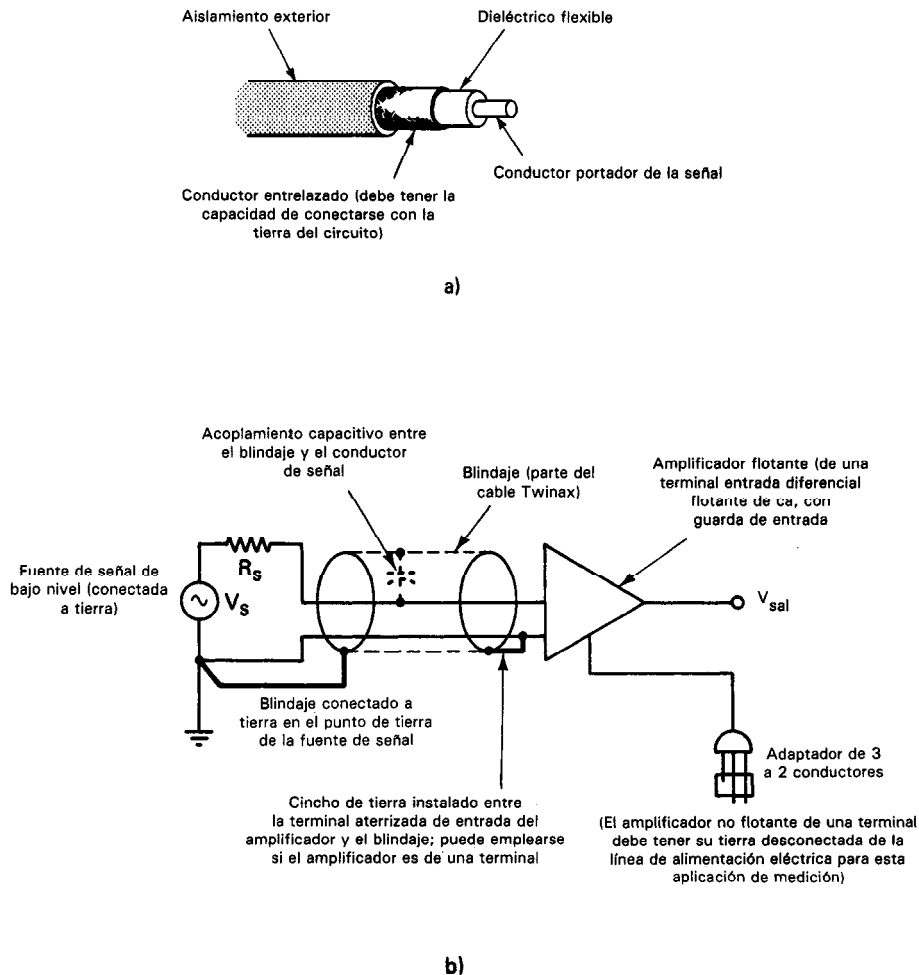 Aislamiento exterior
Dieléctrico flexible
Conductor portador de la señal
Conductor entrelazado (debe tener la
capacidad de conectarse con la
tierra del circuito)
a)
Acoplamiento capacitivo entre
el blindaje y el conductor
de señal
Blindaje (parte del
cable Twinax)
Amplificador flotante (de una
terminal entrada diferencial
flotante de ca, con
guarda de entrada
Fuente de señal de
bajo nivel (conectada
a tierra)
Rs
Vs
Vsal
Blindaje conectado a
tierra en el punto de tierra
de la fuente de señal
Adaptador de 3
a 2 conductores
Cincho de tierra instalado entre
la terminal aterrizada de entrada del
amplificador y el blindaje; puede emplearse
si el amplificador es de una terminal
(El amplificador no flotante de una terminal
debe tener su tierra desconectada de la
línea de alimentación eléctrica para esta
aplicación de medición)
b)